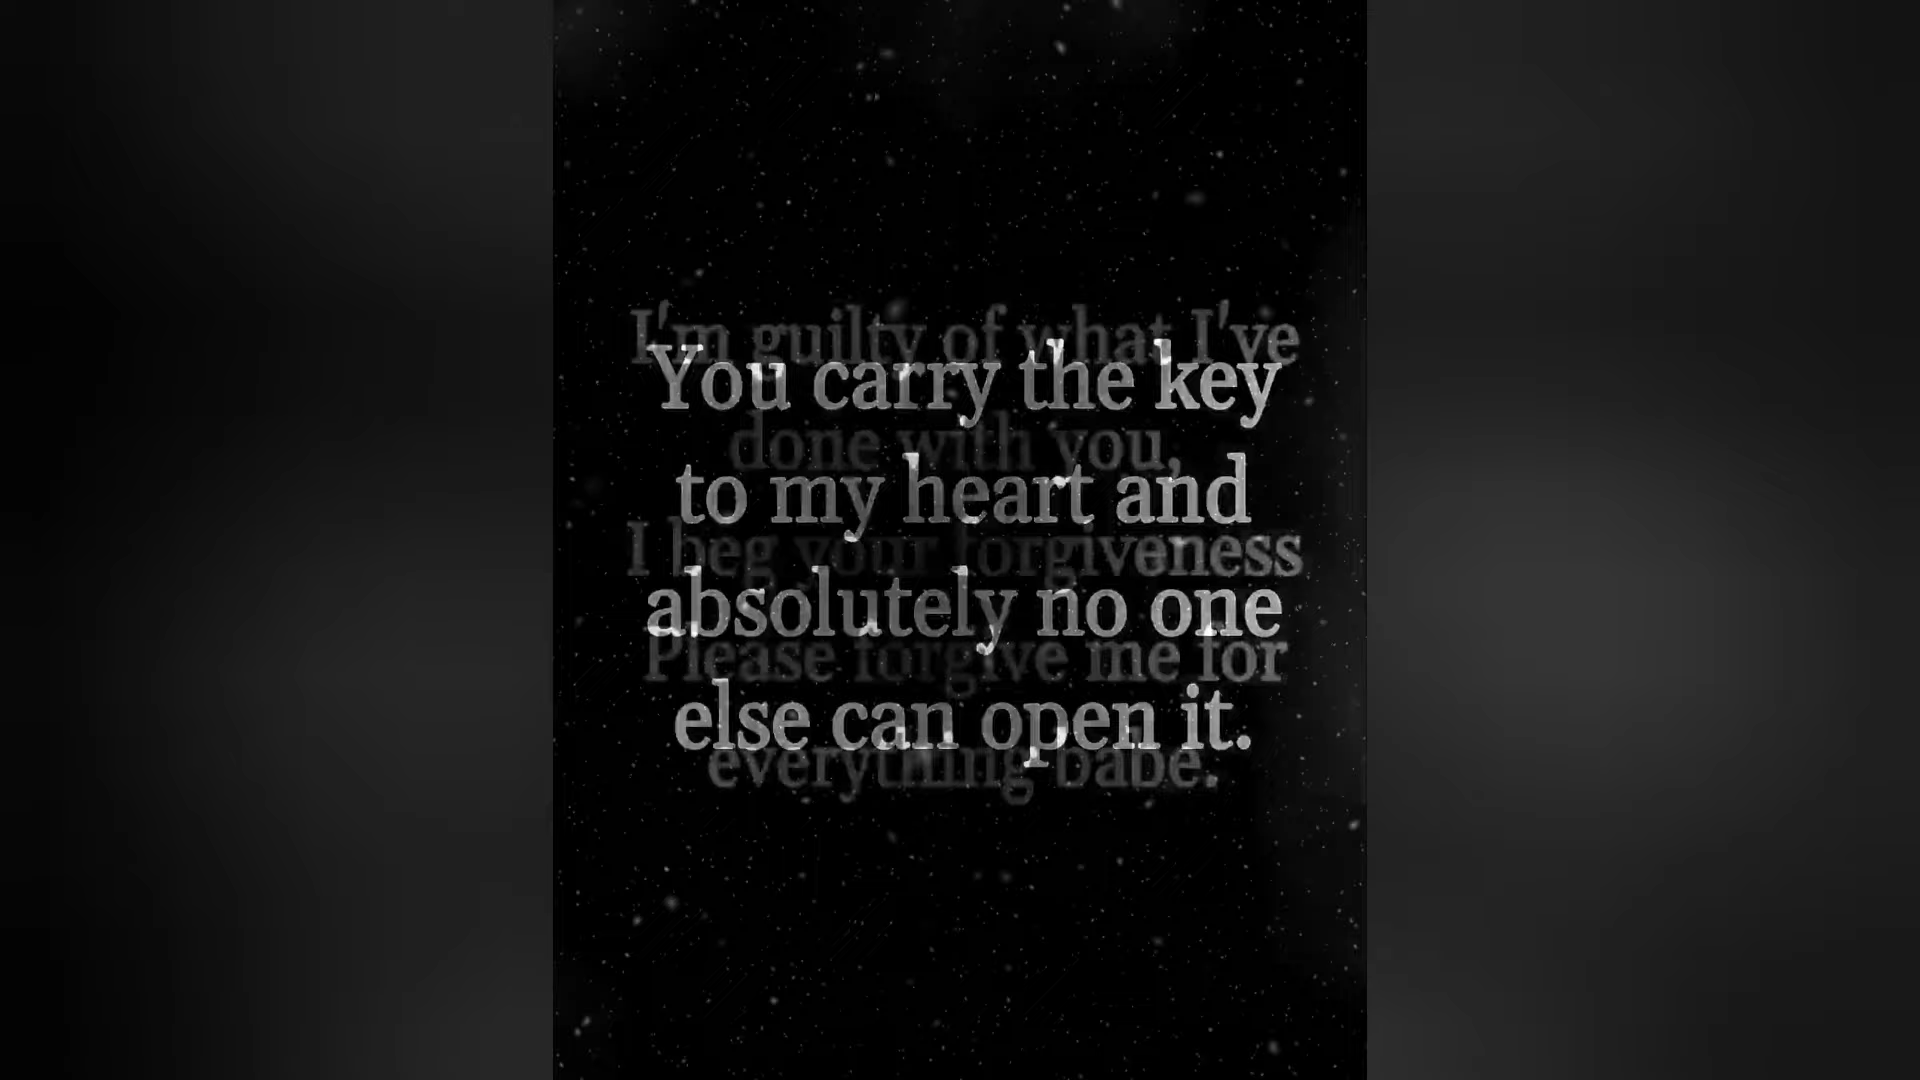 I'm guilty of what I've
done with you,
I beg your forgiveness
Please forgive me for
everything babe.
You carry the key
to my heart and
absolutely no one
else can open it.